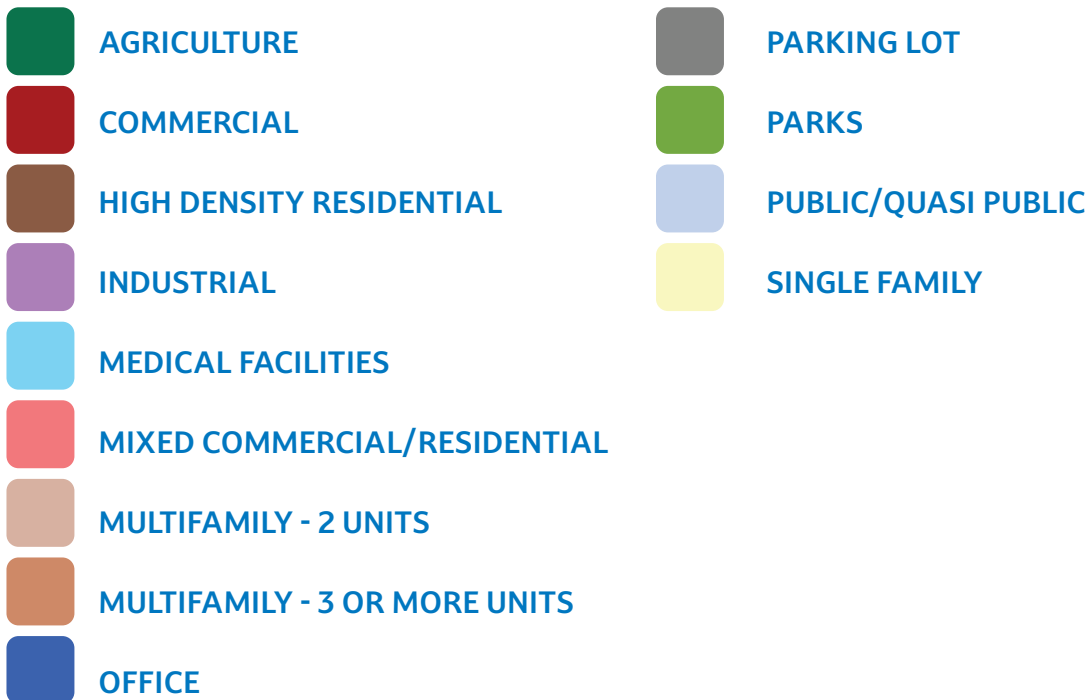 AGRICULTURE
COMMERCIAL
HIGH DENSITY RESIDENTIAL
INDUSTRIAL
MEDICAL FACILITIES
MIXED COMMERCIAL/RESIDENTIAL
MULTIFAMILY - 2 UNITS
MULTIFAMILY - 3 OR MORE UNITS
OFFICE
PARKING LOT
PARKS
PUBLIC/QUASI PUBLIC
SINGLE FAMILY